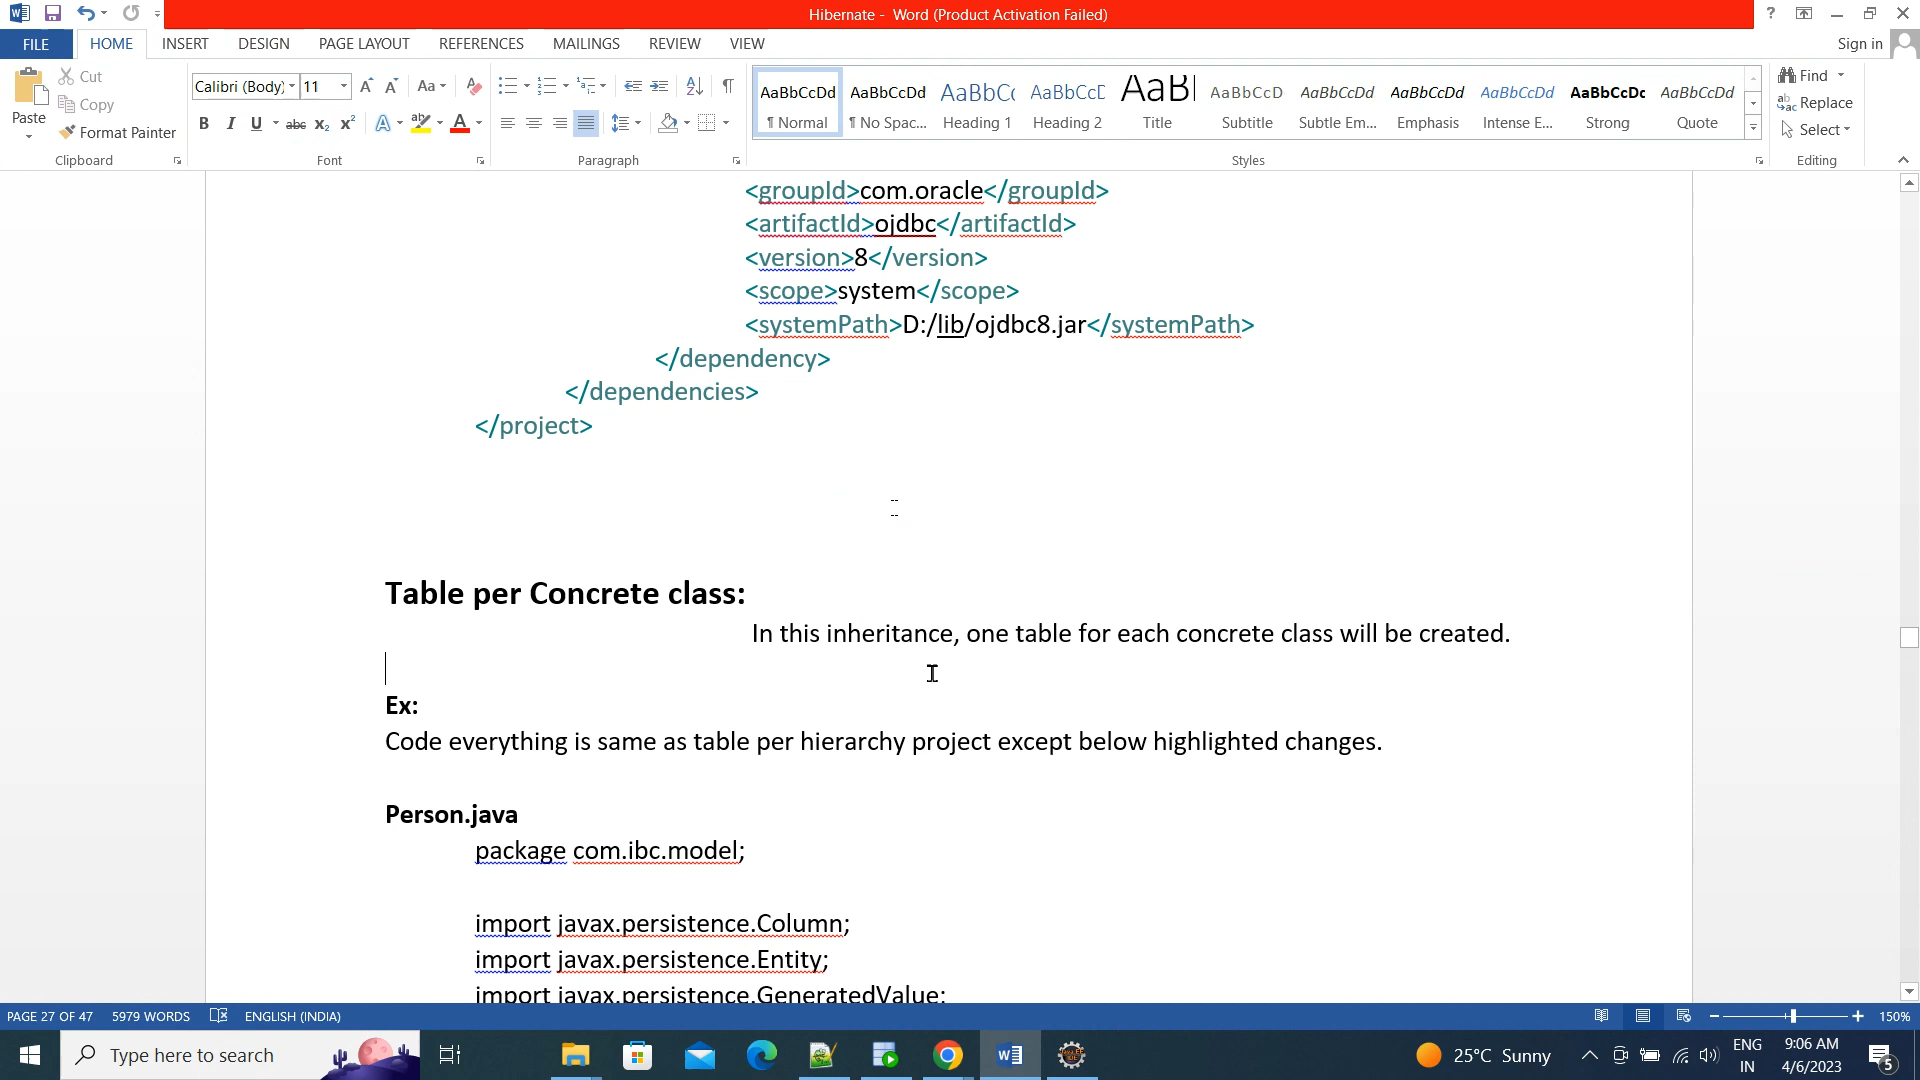 Hibernate - Word (Product Activation Failed)
FILE HOME INSERT DESIGN PAGE LAYOUT REFERENCES MAILINGS REVIEW VIEW Sign in
Paste
Cut
Copy
Format Painter
Clipboard
Calibri (Body) 11
Font
Paragraph
AaBbCcDd AaBbCcDd AaBbC AaBbCc AaBl AaBbCcD AaBbCcDd AaBbCcDd AaBbCcDd AaBbCcDc AaBbCcDd
¶ Normal ¶ No Spac... Heading 1 Heading 2 Title Subtitle Subtle Em... Emphasis Intense E... Strong Quote
Styles
Find
Replace
Select
Editing
<groupId>com.oracle</groupId>
<artifactId>ojdbc</artifactId>
<version>8</version>
<scope>system</scope>
<systemPath>D:/lib/ojdbc8.jar</systemPath>
</dependency>
</dependencies>
</project>
Table per Concrete class:
In this inheritance, one table for each concrete class will be created.
Ex:
Code everything is same as table per hierarchy project except below highlighted changes.
Person.java
package com.ibc.model;
import javax.persistence.Column;
import javax.persistence.Entity;
import javax.persistence.GeneratedValue;
PAGE 27 OF 47 5979 WORDS ENGLISH (INDIA) 150%
Type here to search
25°C Sunny
ENG
IN
9:06 AM
4/6/2023
5